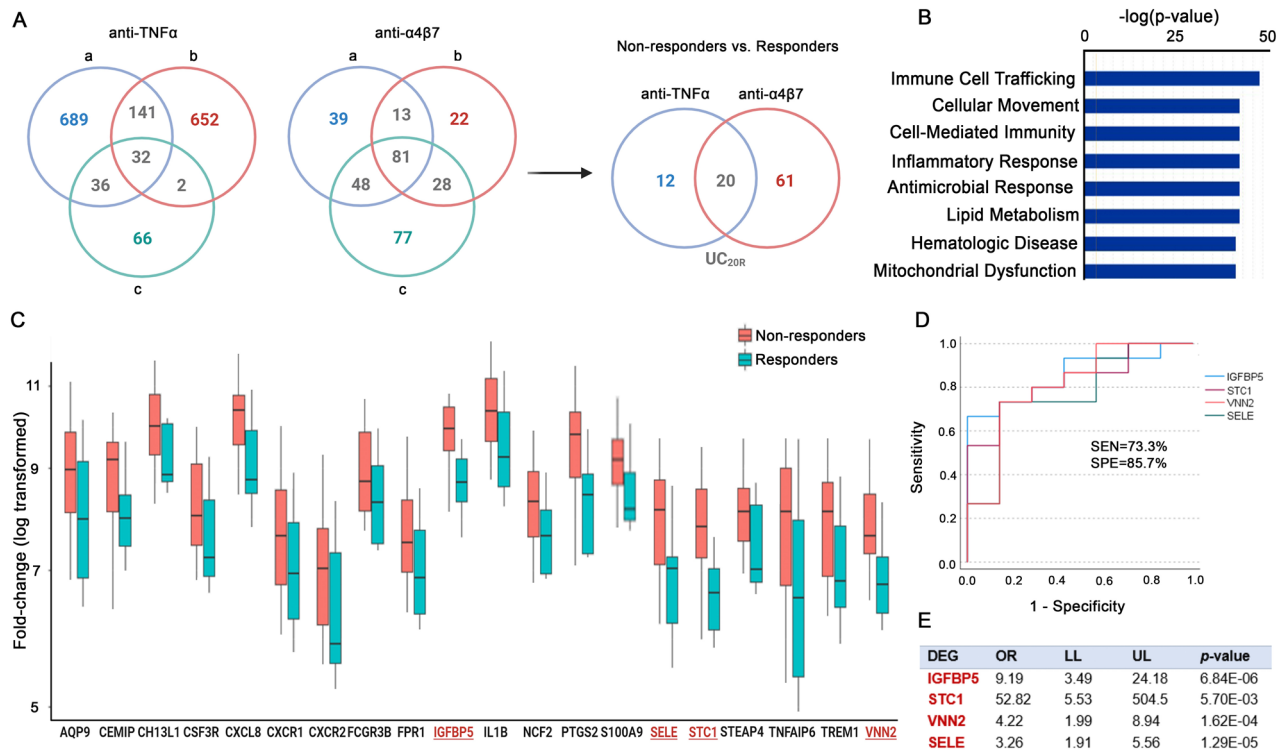 A
anti-TNFα
a
b
689
141
652
32
36
2
66
c
anti-α4β7
a
b
39
13
22
81
48
28
77
c
Non-responders vs. Responders
anti-TNFα
anti-α4β7
12
20
61
UC20R
B
-log(p-value)
0 25 50
Immune Cell Trafficking
Cellular Movement
Cell-Mediated Immunity
Inflammatory Response
Antimicrobial Response
Lipid Metabolism
Hematologic Disease
Mitochondrial Dysfunction
C
Non-responders
Responders
Fold-change (log transformed)
11
9
7
5
AQP9 CEMIP CH13L1 CSF3R CXCL8 CXCR1 CXCR2 FCGR3B FPR1 IGFBP5 IL1B NCF2 PTGS2 S100A9 SELE STC1 STEAP4 TNFAIP6 TREM1 VNN2
D
Sensitivity
1.0
0.8
0.6
0.4
0.2
0.0
0.0 0.2 0.4 0.6 0.8 1.0
1 - Specificity
SEN=73.3%
SPE=85.7%
IGFBP5
STC1
VNN2
SELE
E
DEG OR LL UL p-value
IGFBP5 9.19 3.49 24.18 6.84E-06
STC1 52.82 5.53 504.5 5.70E-03
VNN2 4.22 1.99 8.94 1.62E-04
SELE 3.26 1.91 5.56 1.29E-05